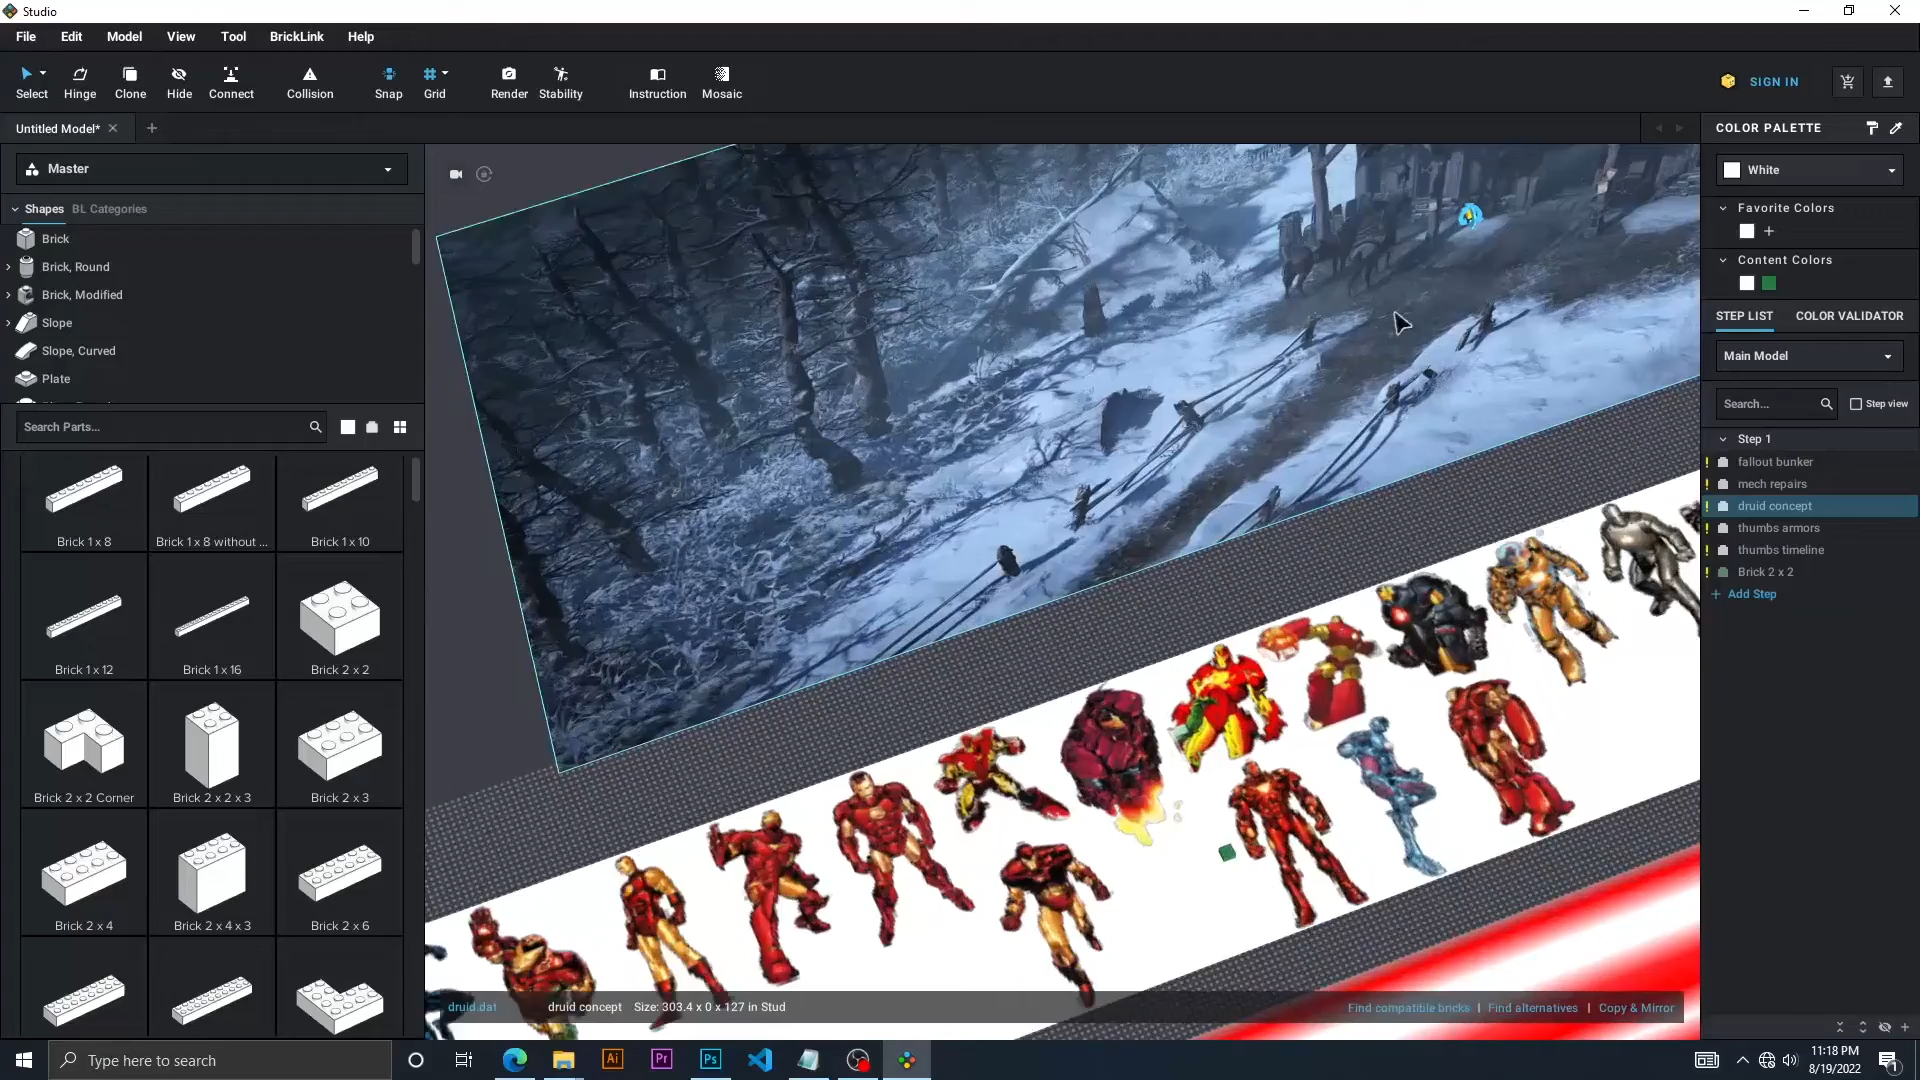 Studio
File Edit Model View Tool BrickLink Help
Select Hinge Clone Hide Connect Collision Snap Grid Render Stability Instruction Mosaic
SIGN IN
Untitled Model*
COLOR PALETTE
Master
White
Shapes BL Categories
Favorite Colors
Brick
Brick, Round
Content Colors
Brick, Modified
Slope
STEP LIST COLOR VALIDATOR
Slope, Curved
Main Model
Plate
Search... Step view
Search Parts...
Step 1
fallout bunker
mech repairs
druid concept
thumbs armors
thumbs timeline
Brick 2 x 2
Add Step
Brick 1 x 8 Brick 1 x 8 without ... Brick 1 x 10
Brick 1 x 12 Brick 1 x 16 Brick 2 x 2
Brick 2 x 2 Corner Brick 2 x 2 x 3 Brick 2 x 3
Brick 2 x 4 Brick 2 x 4 x 3 Brick 2 x 6
druid.dat druid concept Size: 303.4 x 0 x 127 in Stud Find compatible bricks | Find alternatives | Copy & Mirror
Type here to search
Ai Pr Ps
11:18 PM
8/19/2022
1